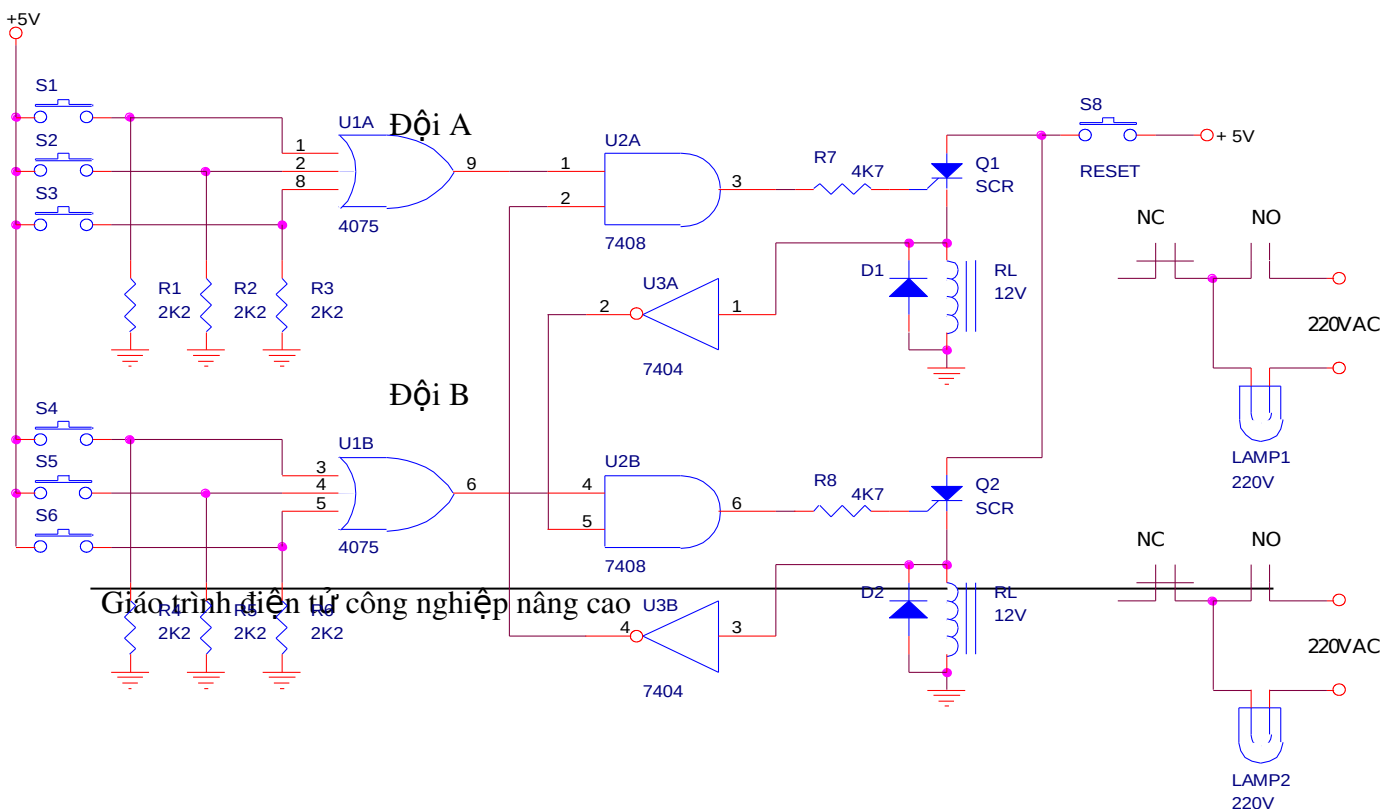 +5V
S1
S2
S3
1
2
8
U1A
Đội A
9
4075
R1
2K2
R2
2K2
R3
2K2
1
2
U2A
3
7408
R7
4K7
Q1
SCR
S8
+ 5V
RESET
2
U3A
1
7404
D1
RL
12V
NC
NO
220VAC
LAMP1
220V
Đội B
S4
S5
S6
3
4
5
U1B
6
4075
R4
2K2
R5
2K2
R6
2K2
4
5
U2B
6
7408
R8
4K7
Q2
SCR
Giáo trình điện tử công nghiệp nâng cao
4
U3B
3
7404
D2
RL
12V
NC
NO
220VAC
LAMP2
220V